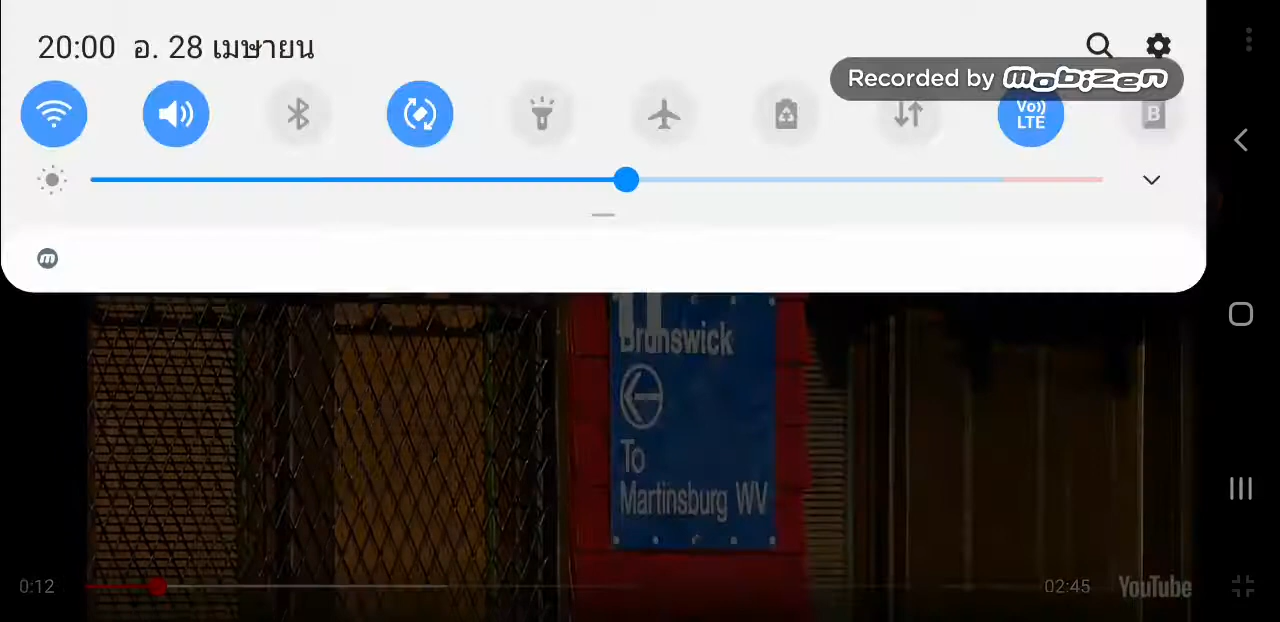 20:00 อ. 28 เมษายน
Recorded by mobizen
Vo))
LTE
B
m
Brunswick
To
Martinsburg WV
0:12
02:45
YouTube